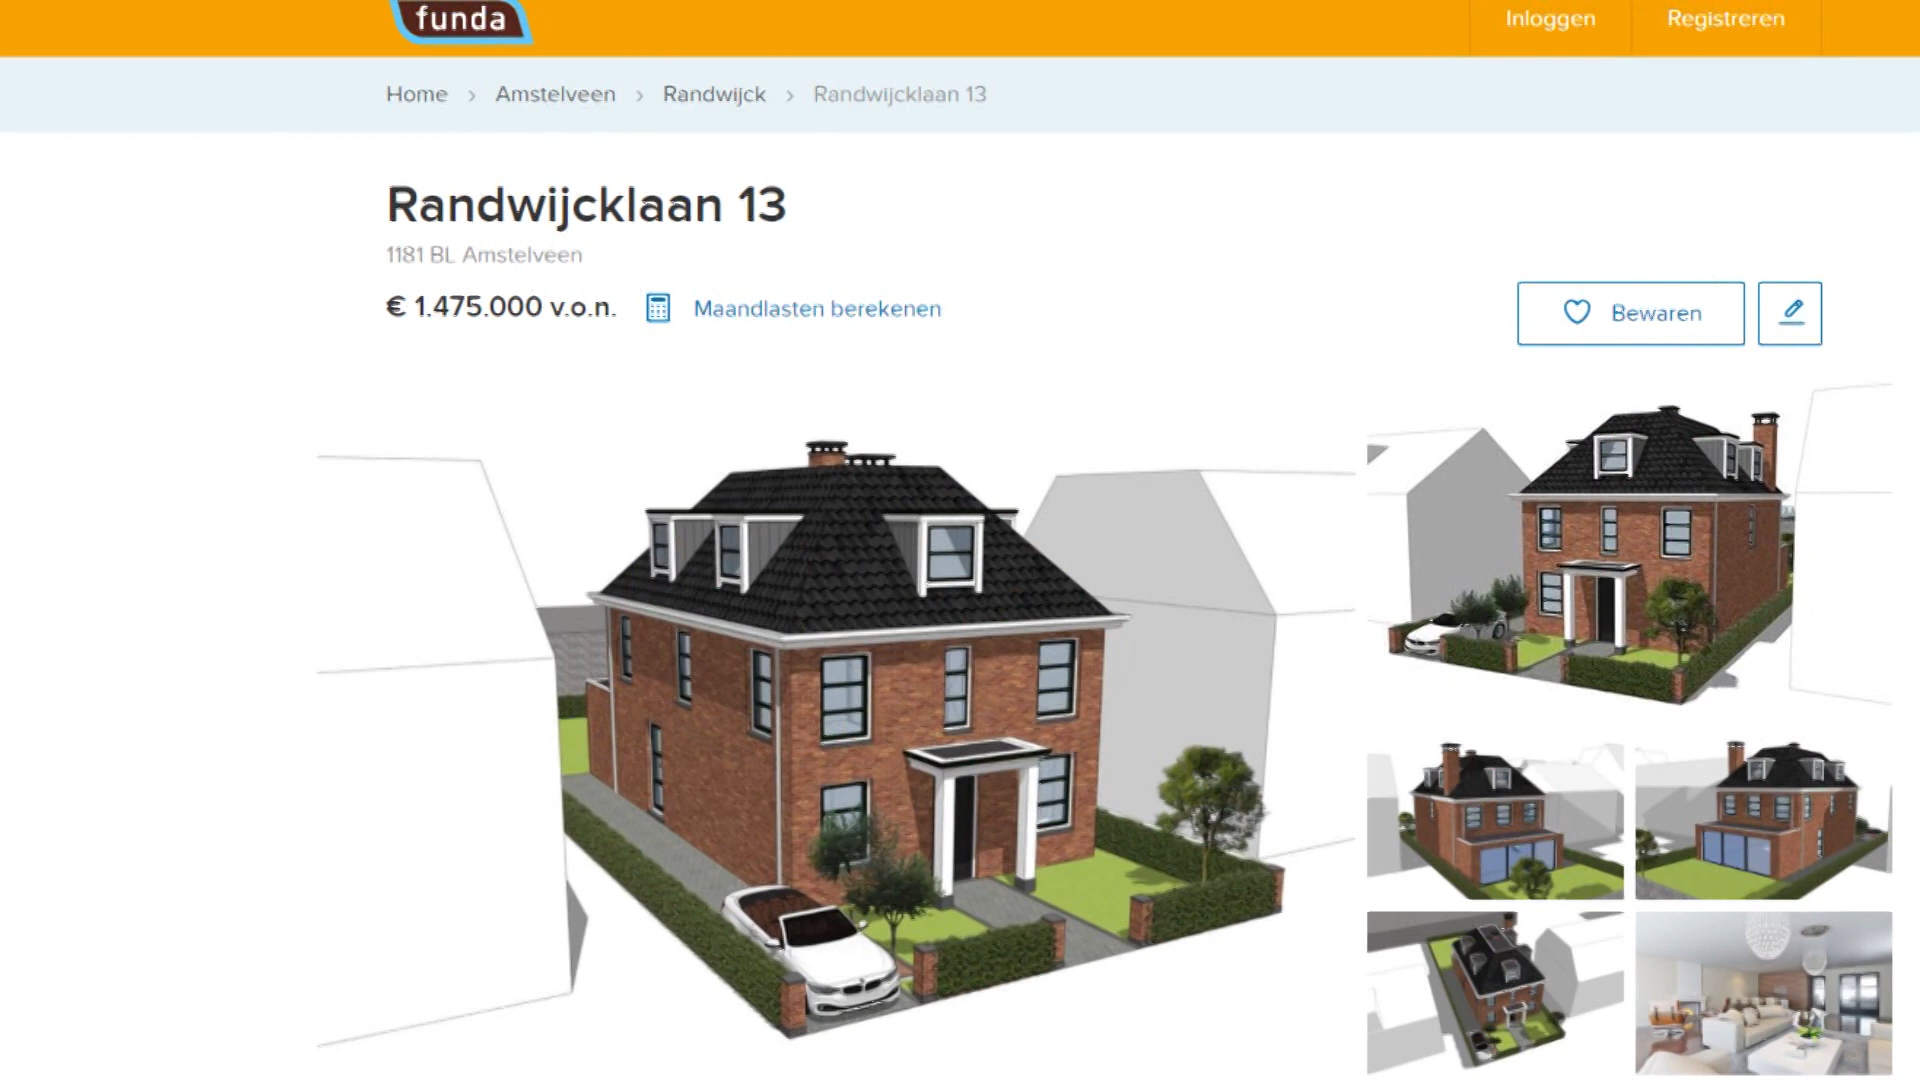 funda
Inloggen
Registreren
Home › Amstelveen › Randwijck › Randwijcklaan 13
Randwijcklaan 13
1181 BL Amstelveen
€ 1.475.000 v.o.n.
Maandlasten berekenen
Bewaren